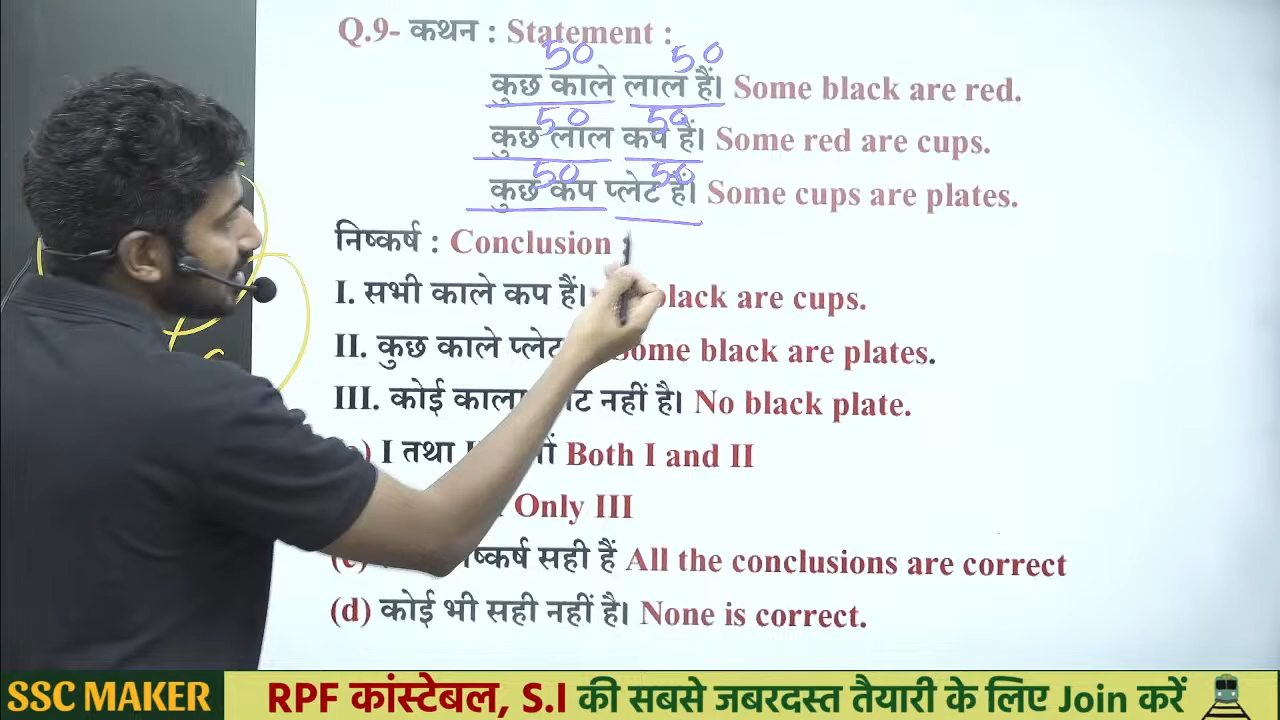 Q.9- कथन : Statement :
50 50
कुछ काले लाल हैं। Some black are red.
50 50
कुछ लाल कप हैं। Some red are cups.
50 50
कुछ कप प्लेट हैं। Some cups are plates.
निष्कर्ष : Conclusion :
I. सभी काले कप हैं। black are cups.
II. कुछ काले प्लेट Some black are plates.
III. कोई काला नहीं है। No black plate.
I तथा Both I and II
Only III
सही हैं All the conclusions are correct
(d) कोई भी सही नहीं है। None is correct.
SSC MAKER RPF कांस्टेबल, S.I की सबसे जबरदस्त तैयारी के लिए Join करें